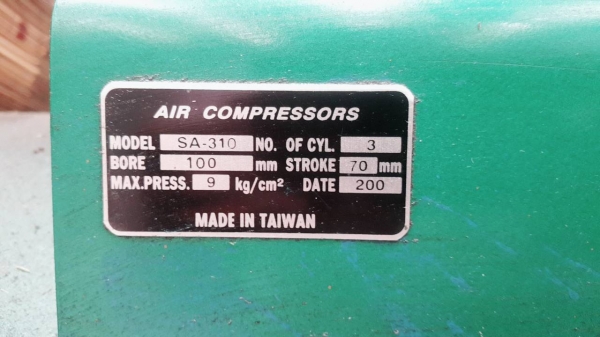 AIR COMPRESSORS
MODEL SA-310 NO. OF CYL. 3
BORE 100 mm STROKE 70 mm
MAX.PRESS. 9 kg/cm² DATE 200
MADE IN TAIWAN